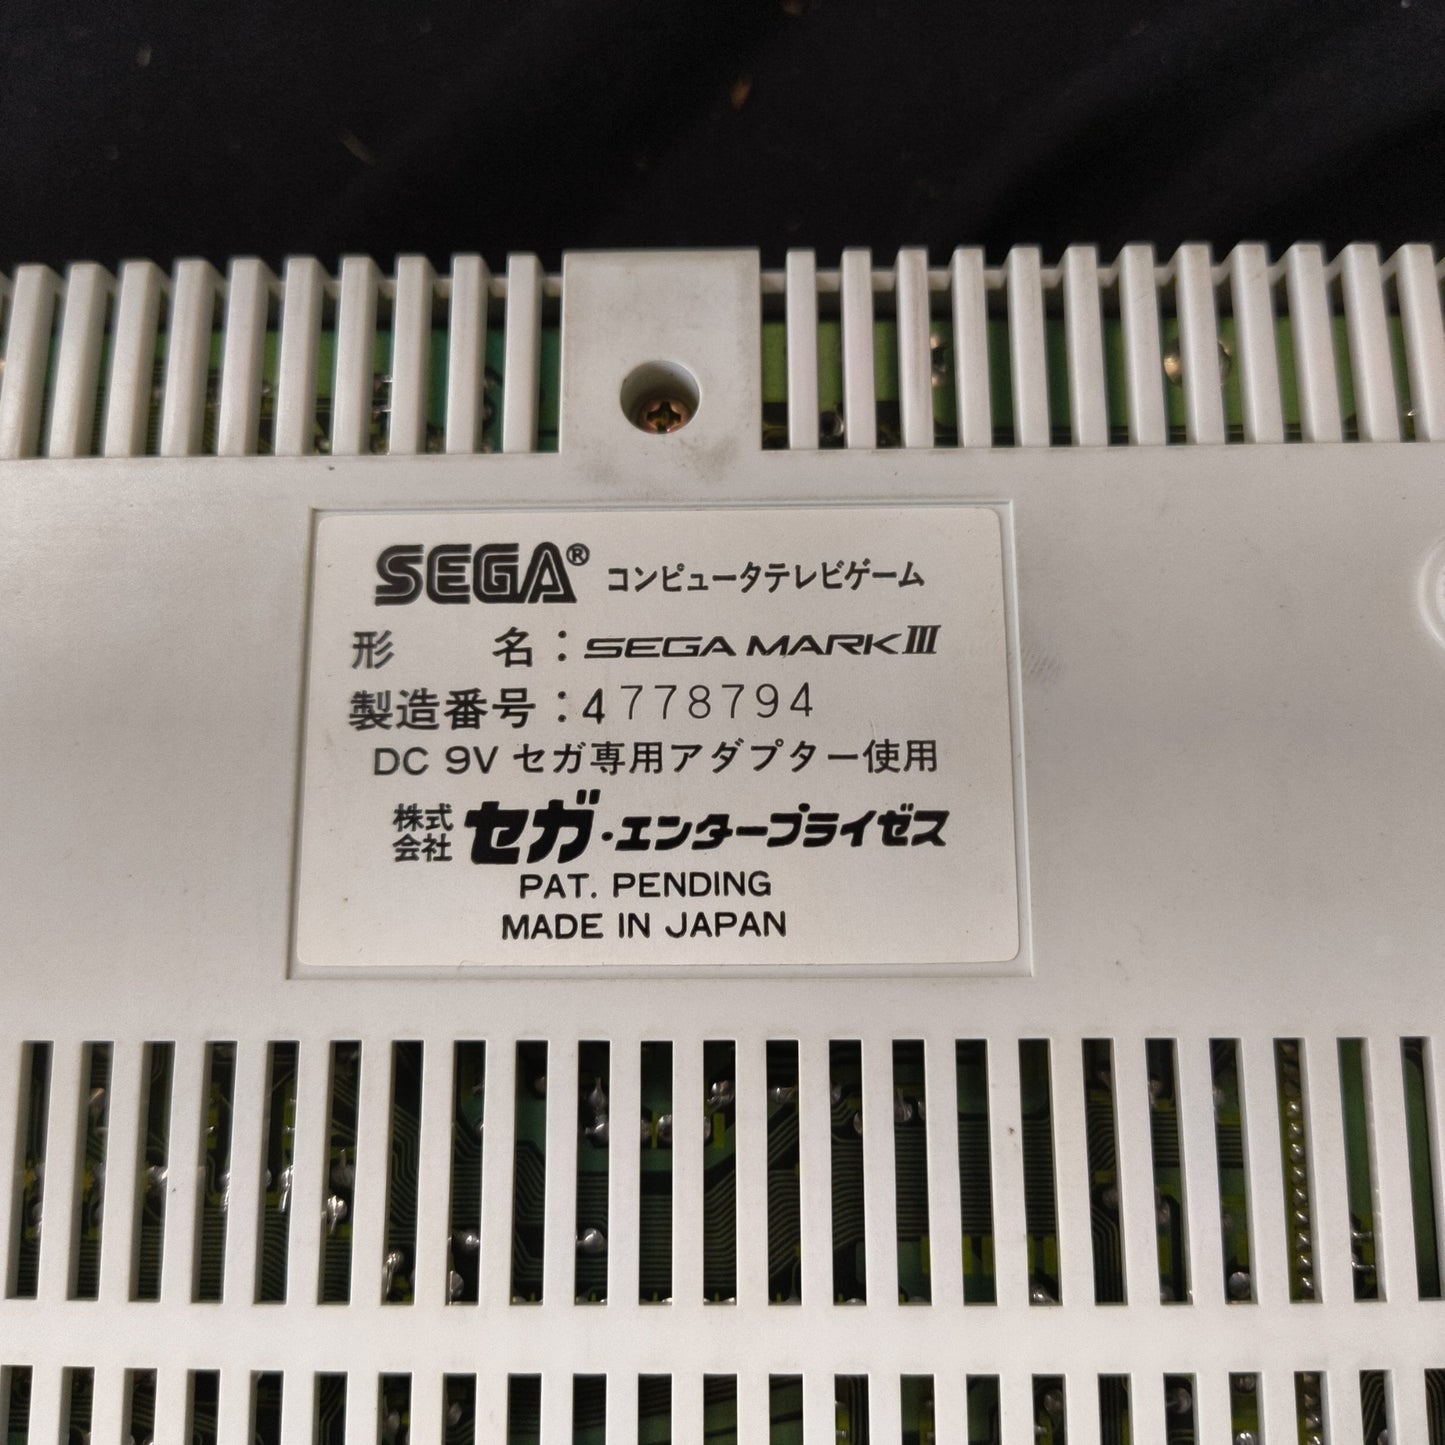 SEGA® コンピュータテレビゲーム
形 名：SEGA MARK III
製造番号：4778794
DC 9V セガ専用アダプター使用
株式会社 セガ・エンタープライゼス
PAT. PENDING
MADE IN JAPAN